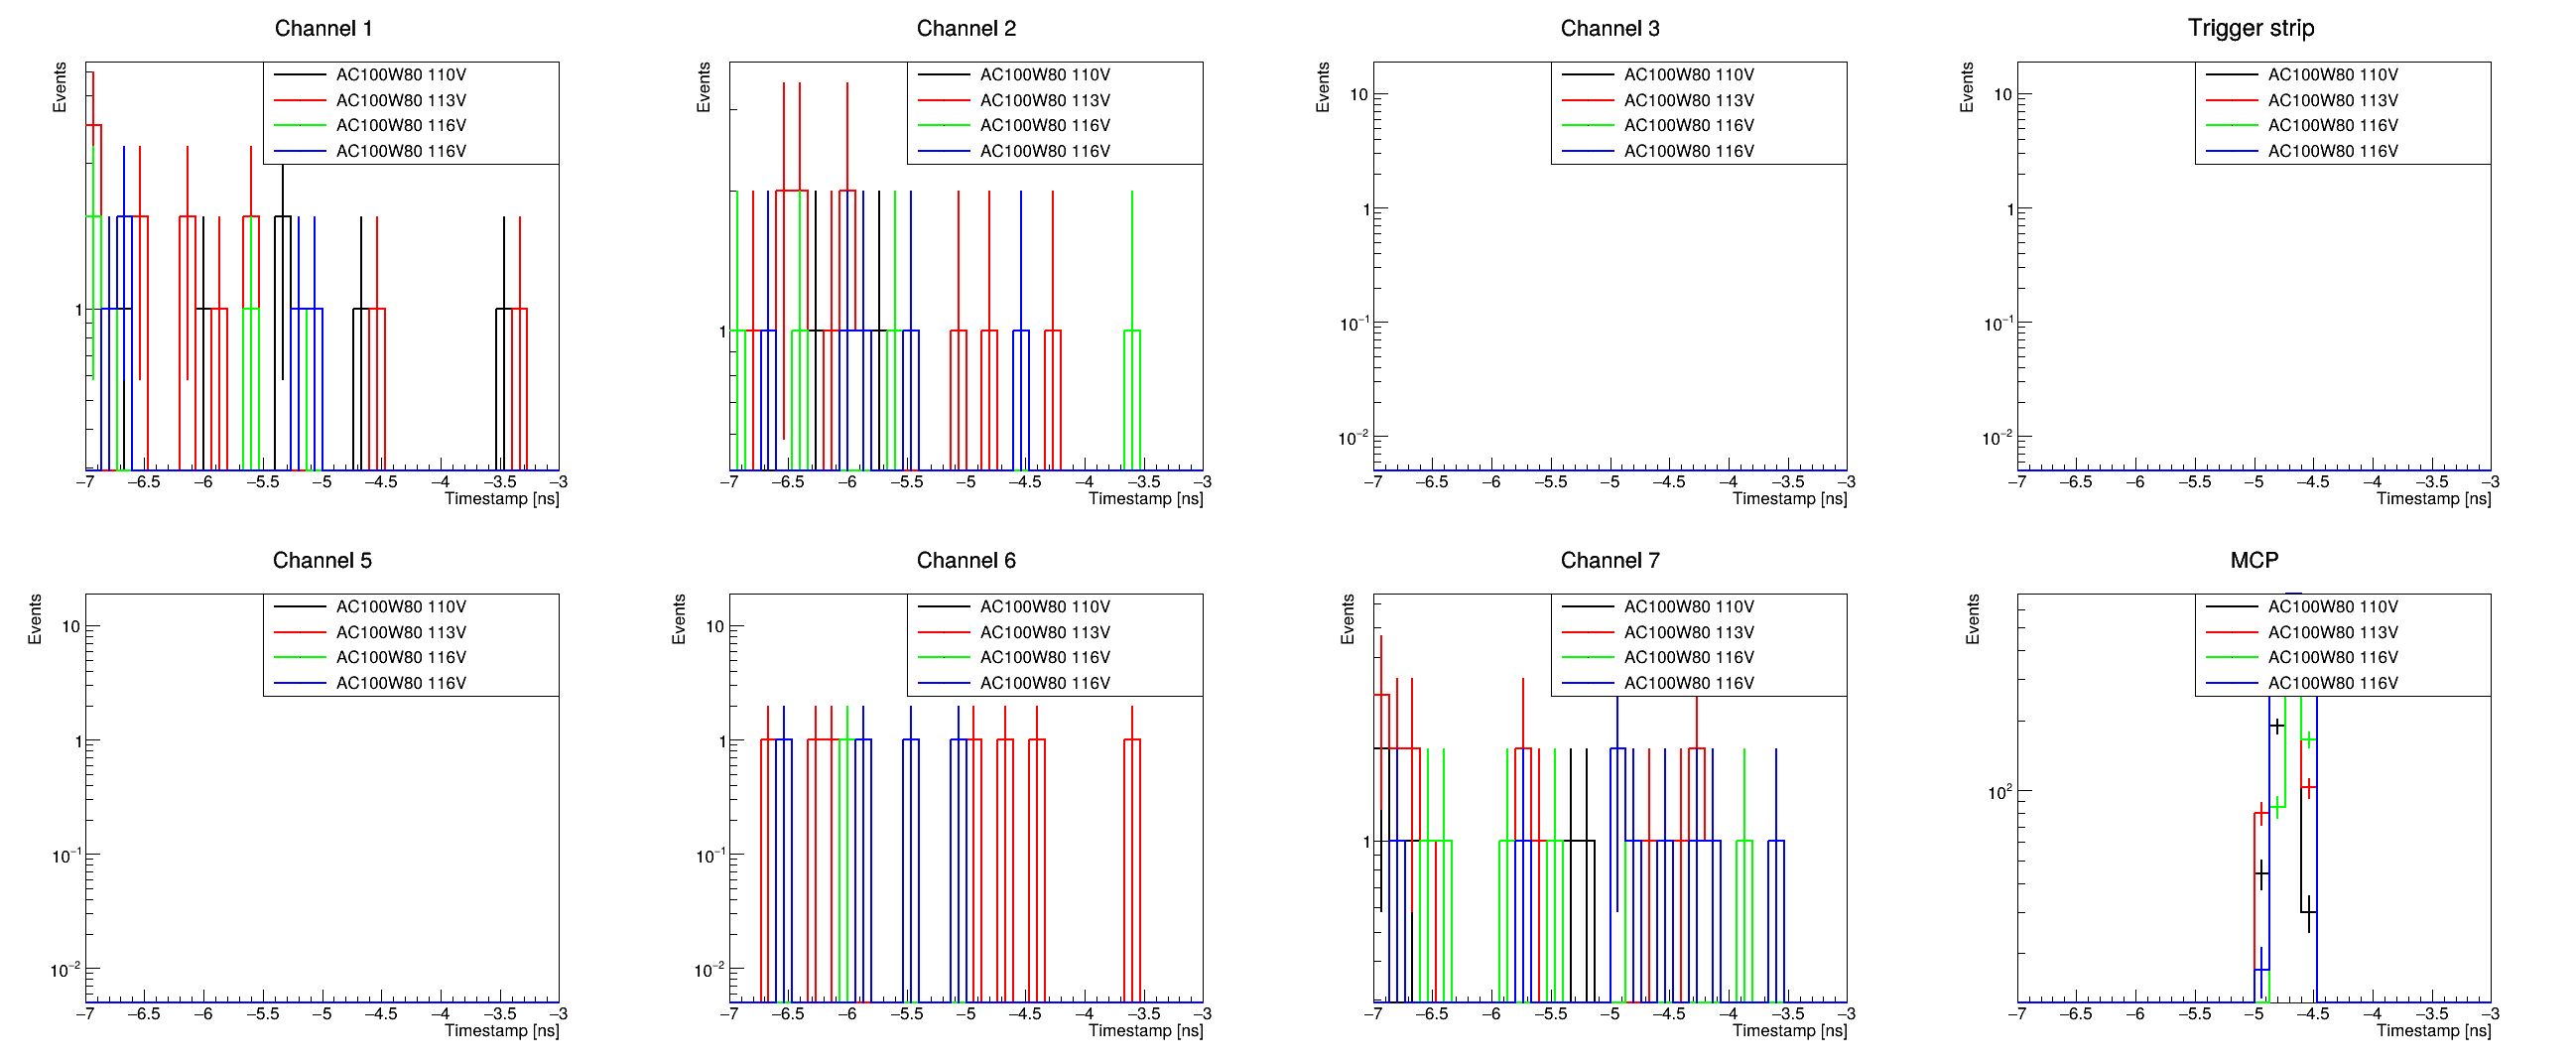 Channel 1
Events
AC100W80 110V
AC100W80 113V
AC100W80 116V
AC100W80 116V
1
−7 −6.5 −6 −5.5 −5 −4.5 −4 −3.5 −3
Timestamp [ns]
Channel 2
Events
AC100W80 110V
AC100W80 113V
AC100W80 116V
AC100W80 116V
1
−7 −6.5 −6 −5.5 −5 −4.5 −4 −3.5 −3
Timestamp [ns]
Channel 3
Events
AC100W80 110V
AC100W80 113V
AC100W80 116V
AC100W80 116V
10
1
10⁻¹
10⁻²
−7 −6.5 −6 −5.5 −5 −4.5 −4 −3.5 −3
Timestamp [ns]
Trigger strip
Events
AC100W80 110V
AC100W80 113V
AC100W80 116V
AC100W80 116V
10
1
10⁻¹
10⁻²
−7 −6.5 −6 −5.5 −5 −4.5 −4 −3.5 −3
Timestamp [ns]
Channel 5
Events
AC100W80 110V
AC100W80 113V
AC100W80 116V
AC100W80 116V
10
1
10⁻¹
10⁻²
−7 −6.5 −6 −5.5 −5 −4.5 −4 −3.5 −3
Timestamp [ns]
Channel 6
Events
AC100W80 110V
AC100W80 113V
AC100W80 116V
AC100W80 116V
10
1
10⁻¹
10⁻²
−7 −6.5 −6 −5.5 −5 −4.5 −4 −3.5 −3
Timestamp [ns]
Channel 7
Events
AC100W80 110V
AC100W80 113V
AC100W80 116V
AC100W80 116V
1
−7 −6.5 −6 −5.5 −5 −4.5 −4 −3.5 −3
Timestamp [ns]
MCP
Events
AC100W80 110V
AC100W80 113V
AC100W80 116V
AC100W80 116V
10²
−7 −6.5 −6 −5.5 −5 −4.5 −4 −3.5 −3
Timestamp [ns]